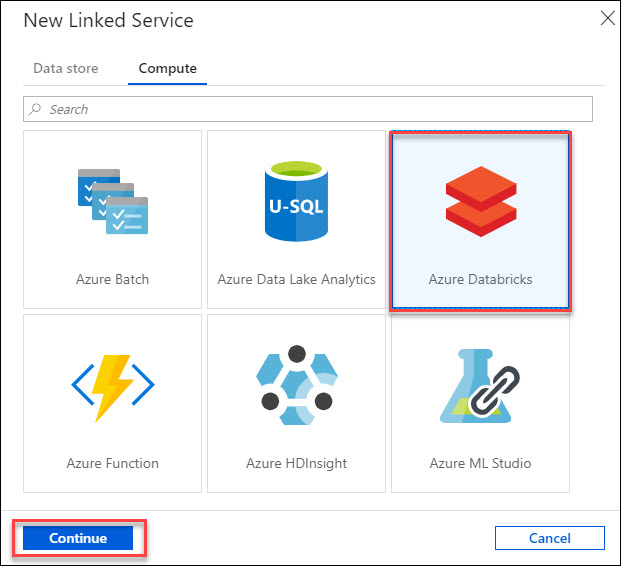 New Linked Service
Data store Compute
Search
U-SQL
Azure Batch Azure Data Lake Analytics Azure Databricks
Azure Function Azure HDInsight Azure ML Studio
Continue Cancel